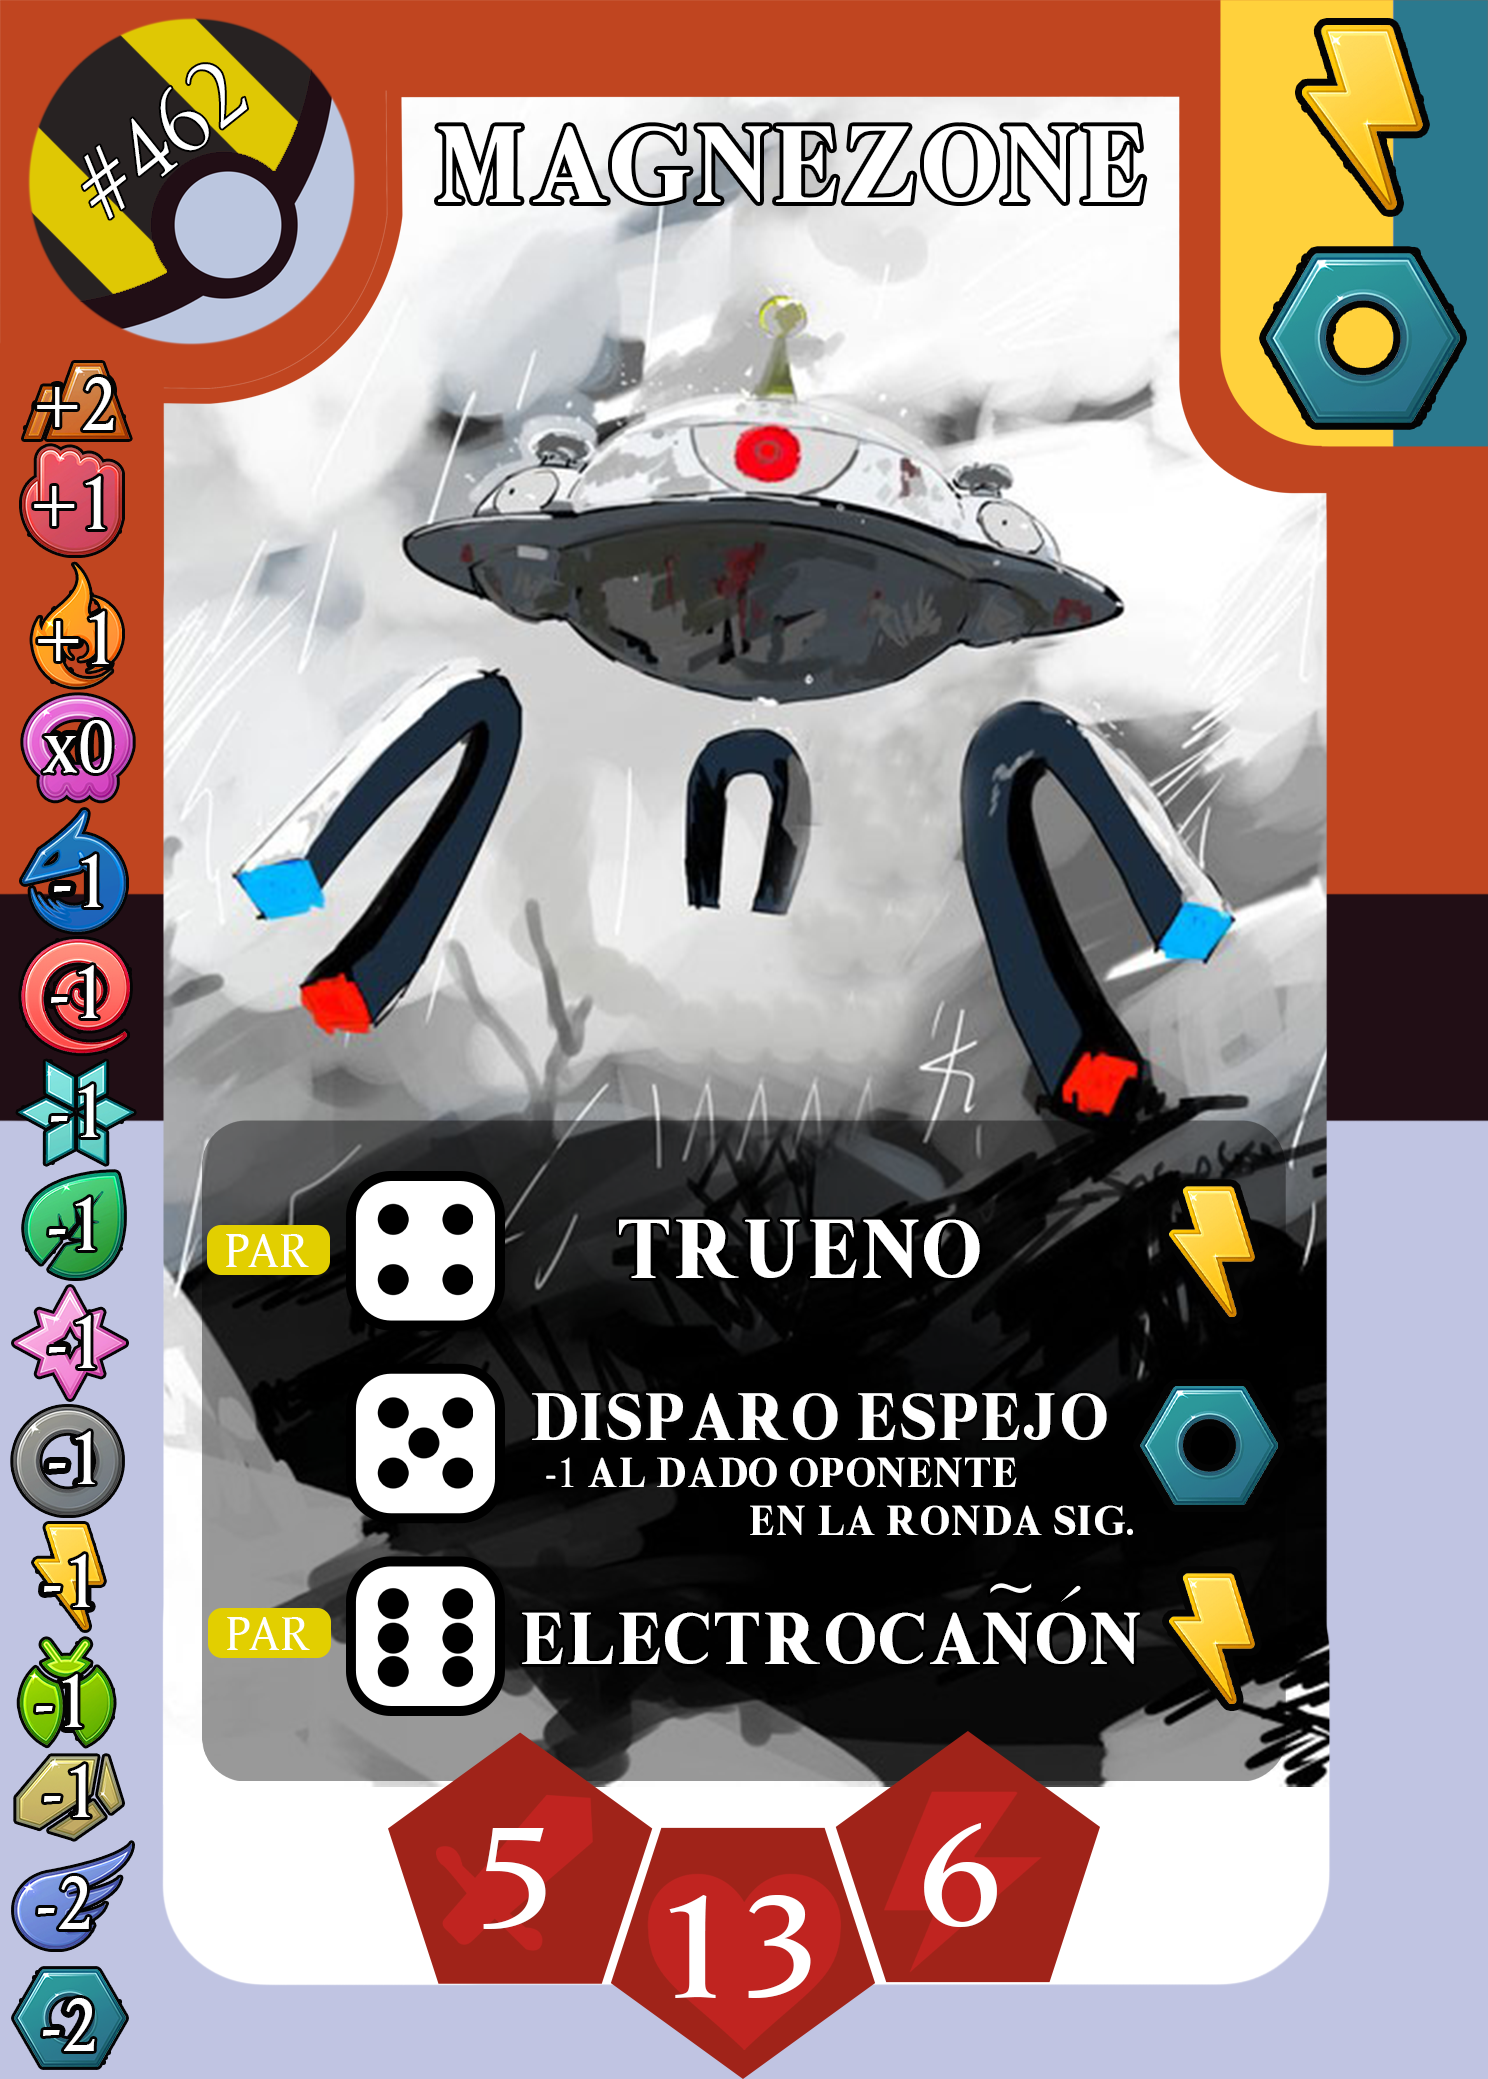 #462
MAGNEZONE
+2
+1
+1
x0
-1
-1
-1
-1
-1
-1
-1
-1
-1
-2
-2
PAR TRUENO
DISPARO ESPEJO
-1 AL DADO OPONENTE
EN LA RONDA SIG.
PAR ELECTROCAÑÓN
5 13 6